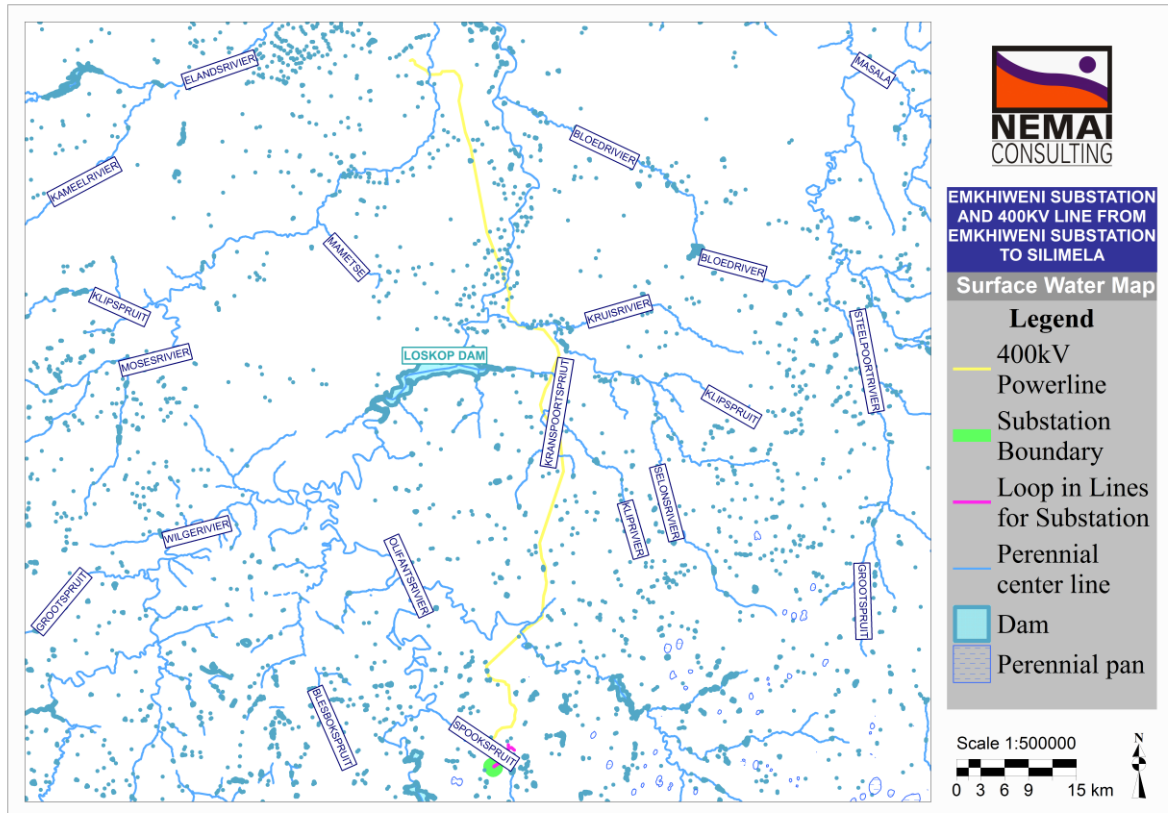 ELANDSRIVIER
MASALA
KAMEELRIVIER
BLOEDRIVIER
MAMETSE
BLOEDRIVER
KLIPSPRUIT
KRUISRIVIER
MOSESRIVIER
LOSKOP DAM
STEELPOORTRIVIER
KRANSPOORTSPRUIT
KLIPSPRUIT
SELONSRIVIER
KLIPRIVIER
WILGERIVIER
OLIFANTSRIVIER
GROOTSPRUIT
GROOTSPRUIT
BLESBOKSPRUIT
SPOOKSPRUIT
NEMAI
CONSULTING
EMKHIWENI SUBSTATION
AND 400KV LINE FROM
EMKHIWENI SUBSTATION
TO SILIMELA
Surface Water Map
Legend
400kV
Powerline
Substation
Boundary
Loop in Lines
for Substation
Perennial
center line
Dam
Perennial pan
Scale 1:500000
N
0 3 6 9 15 km